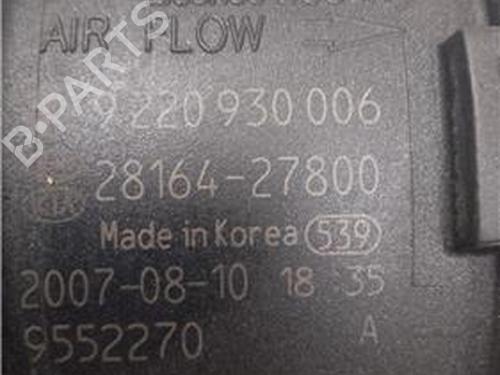 AIR FLOW
9 220 930 006
28164-27800
KIA
Made in Korea 539
2007-08-10 18 35
9552270 A
B-PARTS